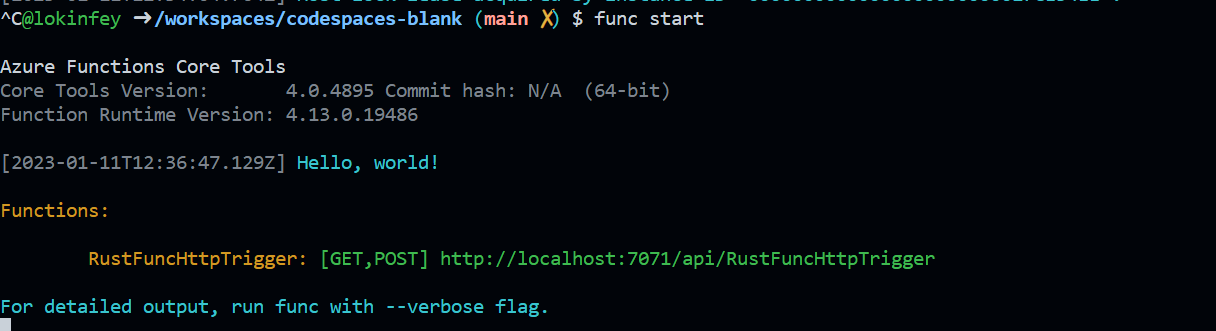 ^C@lokinfey ➜/workspaces/codespaces-blank (main ✗) $ func start
Azure Functions Core Tools
Core Tools Version:       4.0.4895 Commit hash: N/A  (64-bit)
Function Runtime Version: 4.13.0.19486
[2023-01-11T12:36:47.129Z] Hello, world!
Functions:
RustFuncHttpTrigger: [GET,POST] http://localhost:7071/api/RustFuncHttpTrigger
For detailed output, run func with --verbose flag.